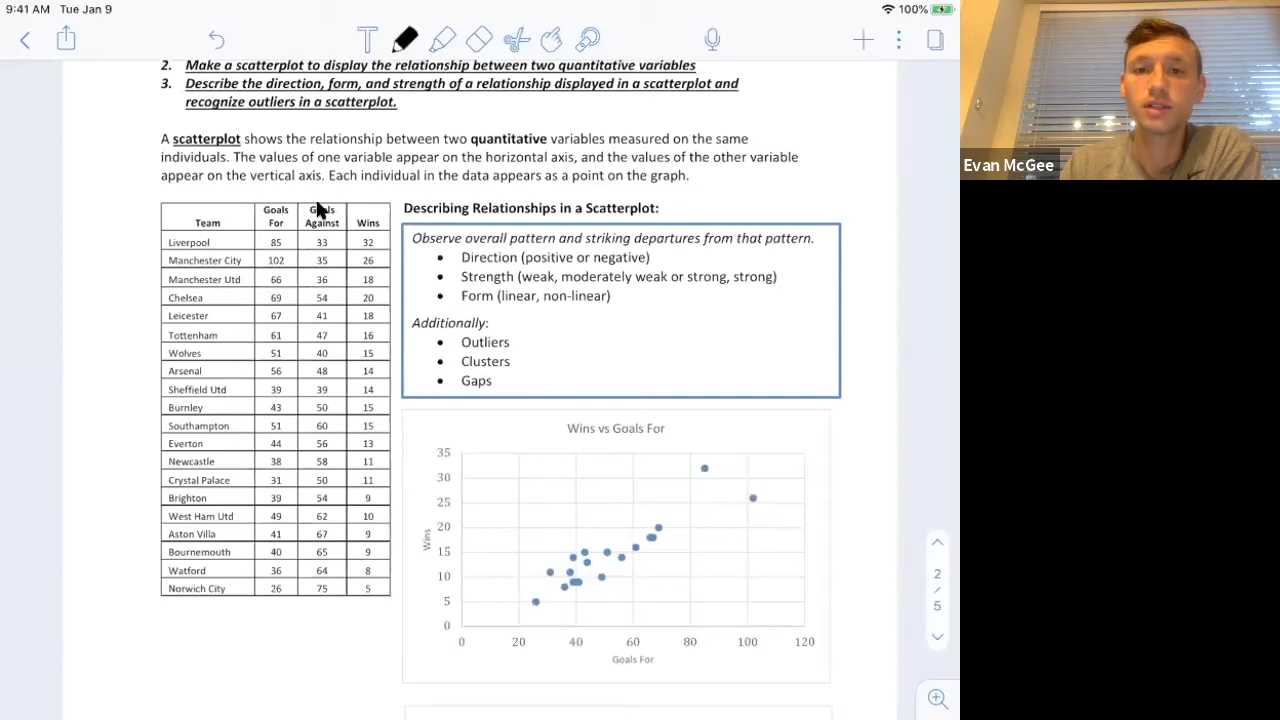 9:41 AM Tue Jan 9
100%
2. Make a scatterplot to display the relationship between two quantitative variables
3. Describe the direction, form, and strength of a relationship displayed in a scatterplot and
recognize outliers in a scatterplot.
A scatterplot shows the relationship between two quantitative variables measured on the same
individuals. The values of one variable appear on the horizontal axis, and the values of the other variable
appear on the vertical axis. Each individual in the data appears as a point on the graph.
Team Goals For Goals Against Wins
Liverpool 85 33 32
Manchester City 102 35 26
Manchester Utd 66 36 18
Chelsea 69 54 20
Leicester 67 41 18
Tottenham 61 47 16
Wolves 51 40 15
Arsenal 56 48 14
Sheffield Utd 39 39 14
Burnley 43 50 15
Southampton 51 60 15
Everton 44 56 13
Newcastle 38 58 11
Crystal Palace 31 50 11
Brighton 39 54 9
West Ham Utd 49 62 10
Aston Villa 41 67 9
Bournemouth 40 65 9
Watford 36 64 8
Norwich City 26 75 5
Describing Relationships in a Scatterplot:
Observe overall pattern and striking departures from that pattern.
• Direction (positive or negative)
• Strength (weak, moderately weak or strong, strong)
• Form (linear, non-linear)
Additionally:
• Outliers
• Clusters
• Gaps
Wins vs Goals For
35
30
25
20
15
10
5
0
Wins
0 20 40 60 80 100 120
Goals For
2
/
5
Evan McGee